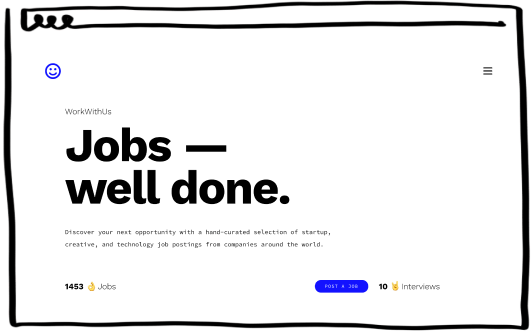 WorkWithUs
Jobs —
well done.
Discover your next opportunity with a hand-curated selection of startup,
creative, and technology job postings from companies around the world.
1453 👌 Jobs
POST A JOB
10 🤘 Interviews